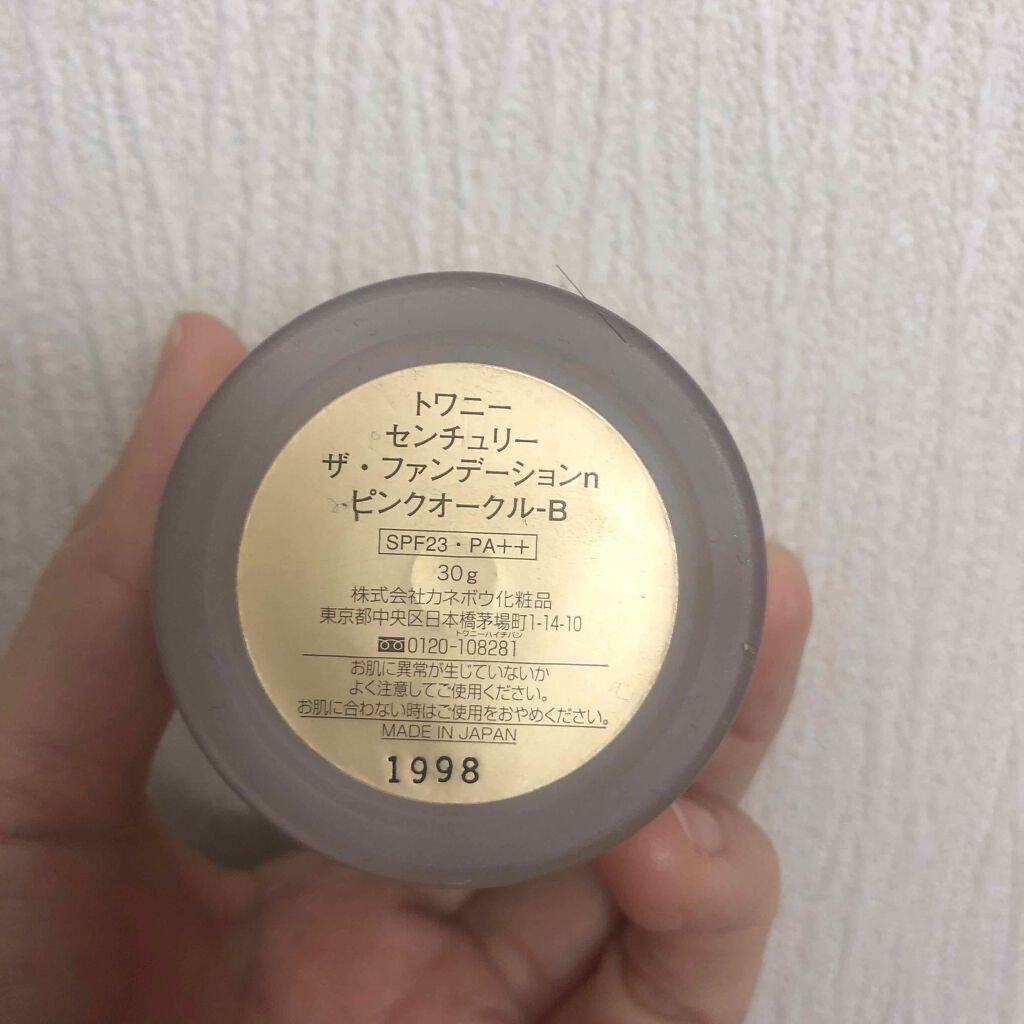 トワニー
センチュリー
ザ・ファンデーションn
ピンクオークル-B
SPF23・PA++
30g
株式会社カネボウ化粧品
東京都中央区日本橋茅場町1-14-10
トワニーハイチバン
0120-108281
お肌に異常が生じていないか
よく注意してご使用ください。
お肌に合わない時はご使用をおやめください。
MADE IN JAPAN
1998